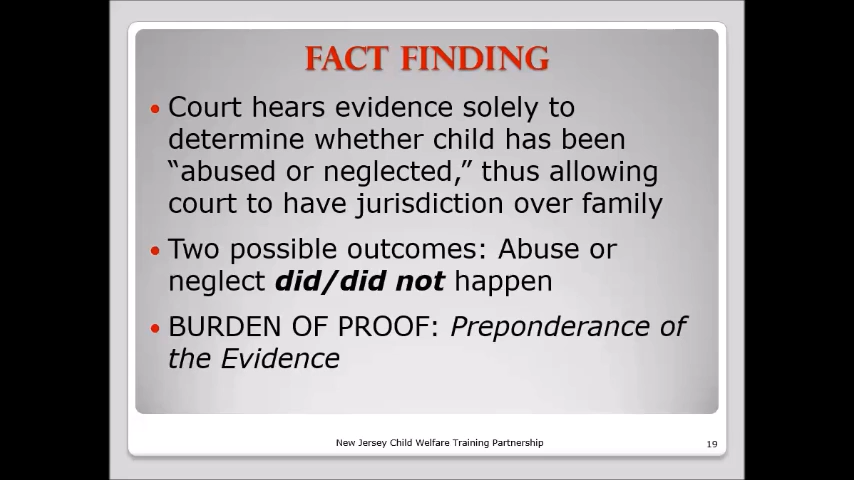 FACT FINDING
• Court hears evidence solely to
determine whether child has been
“abused or neglected,” thus allowing
court to have jurisdiction over family
• Two possible outcomes: Abuse or
neglect did/did not happen
• BURDEN OF PROOF: Preponderance of
the Evidence
New Jersey Child Welfare Training Partnership
19